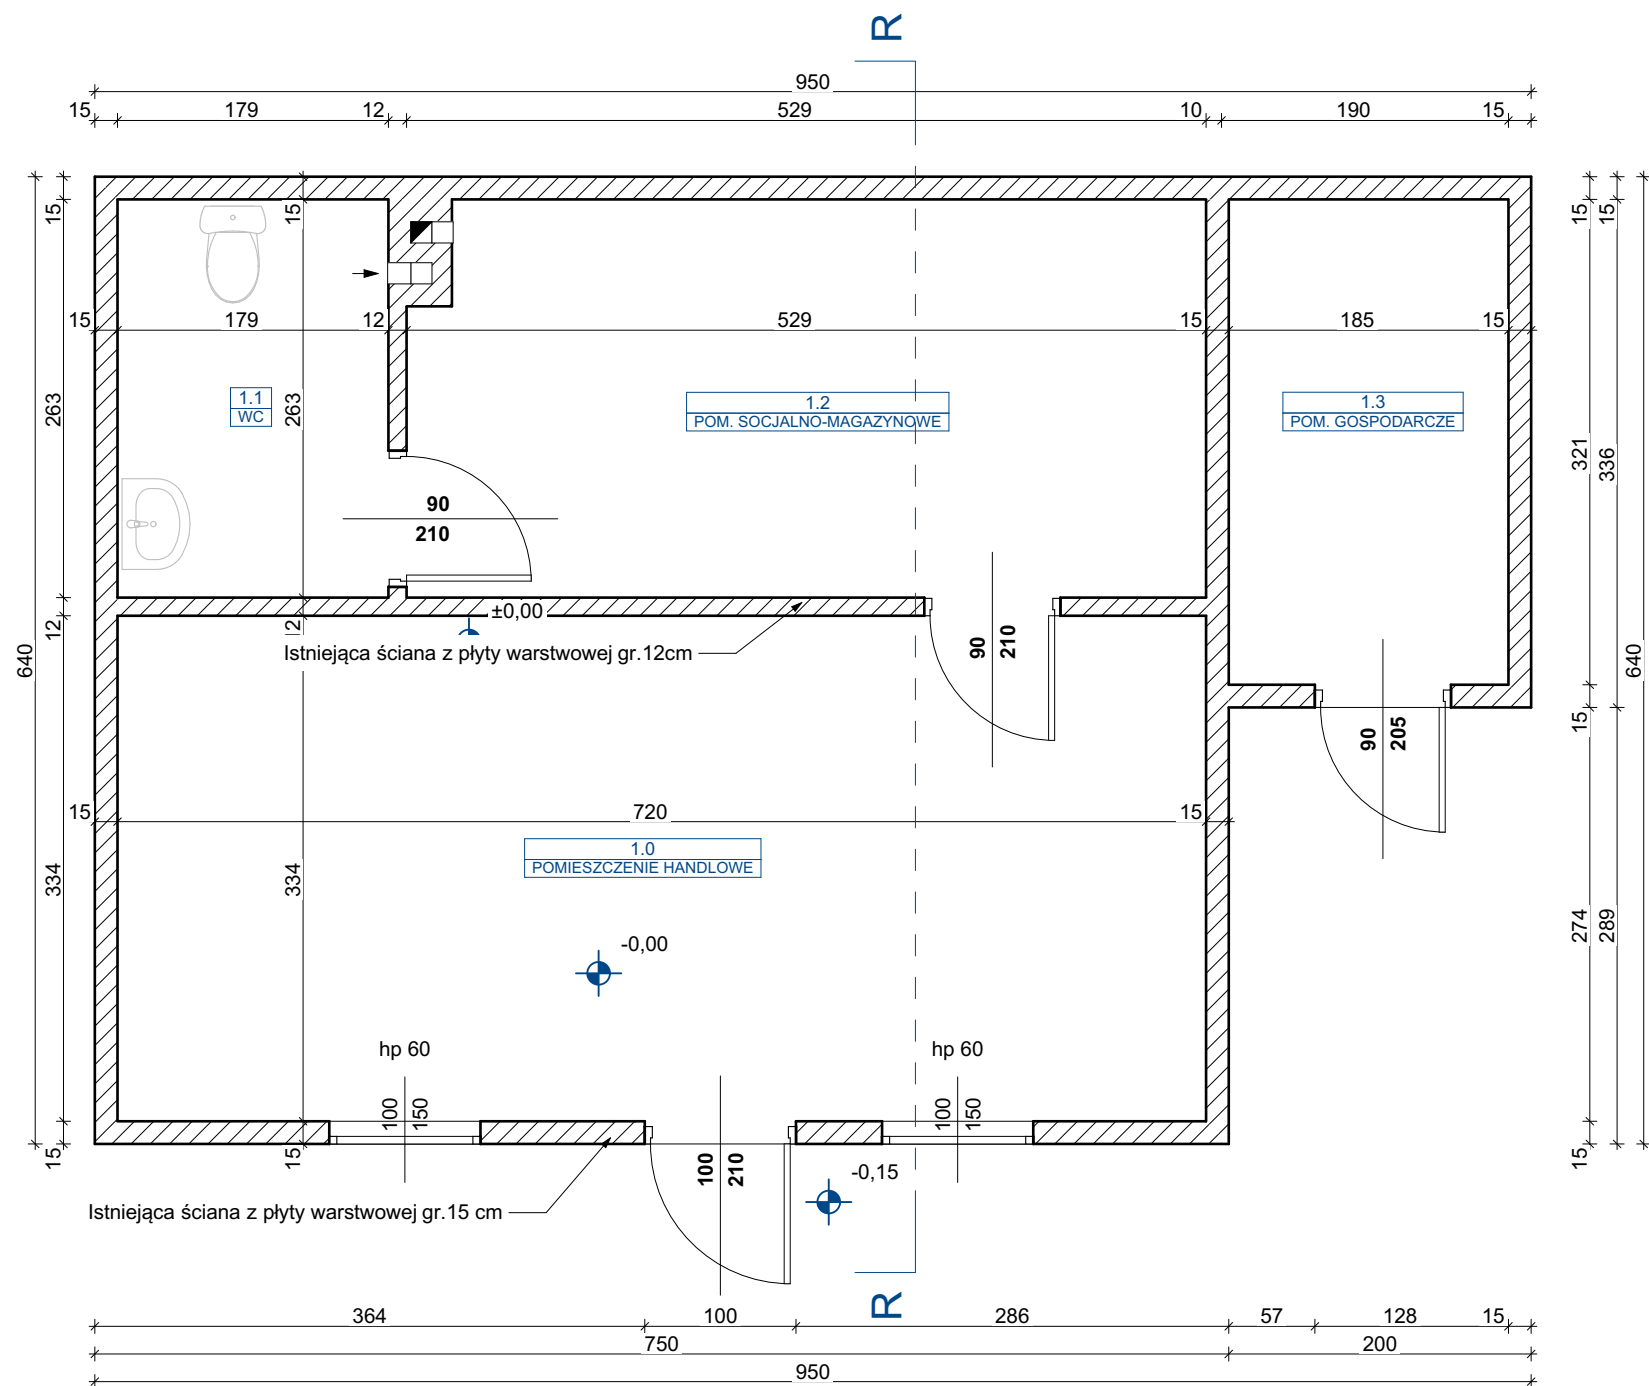 R
950
15 179 12 529 10 190 15
15 15 15 15
15 179 12 529 15 185 15
1.1
WC
1.2
POM. SOCJALNO-MAGAZYNOWE
1.3
POM. GOSPODARCZE
263 263 321 336
90
210
±0,00
12 12
Istniejąca ściana z płyty warstwowej gr.12cm
90
210
640 640
90
205
15
15 720 15
1.0
POMIESZCZENIE HANDLOWE
334 334 274 289
-0,00
hp 60 hp 60
100
150
100
150
15 15 15
100
210
-0,15
Istniejąca ściana z płyty warstwowej gr.15 cm
R
364 100 286 57 128 15
750 200
950